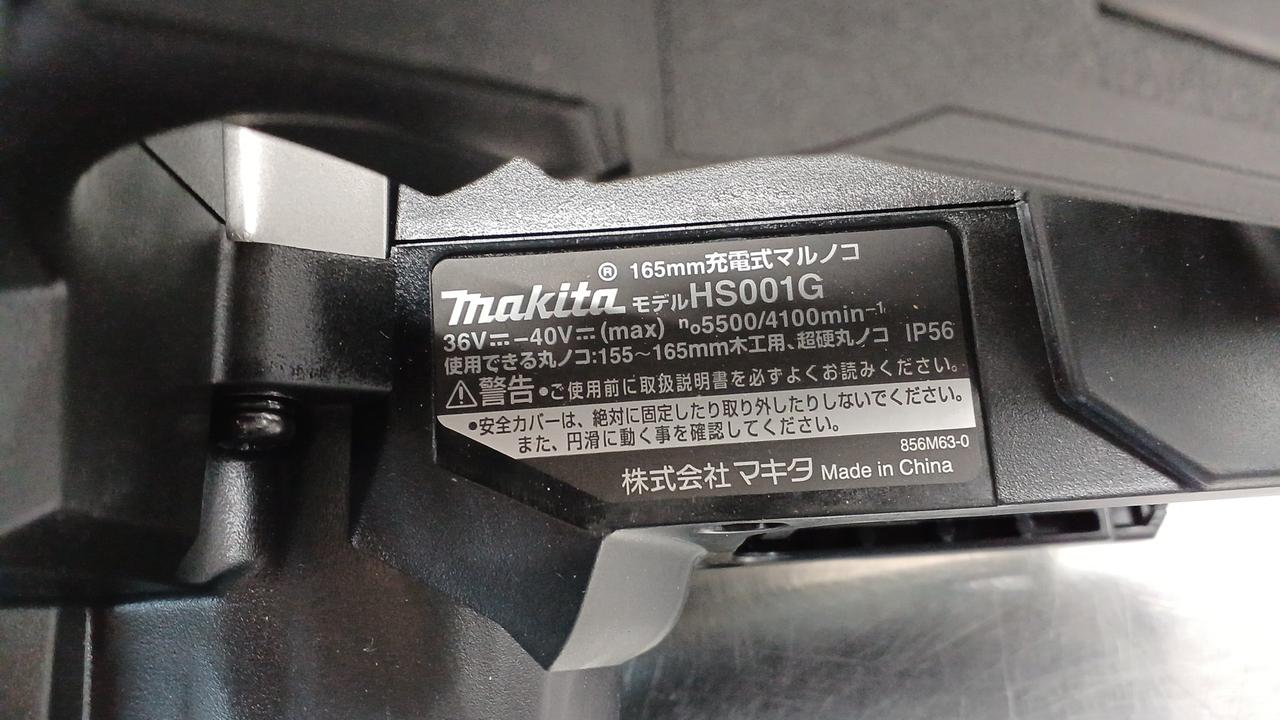 165mm充電式マルノコ
makita® モデルHS001G
36V⎓-40V⎓(max) n₀5500/4100min⁻¹
使用できる丸ノコ:155～165mm木工用、超硬丸ノコ IP56
⚠警告 •ご使用前に取扱説明書を必ずよくお読みください。
•安全カバーは、絶対に固定したり取り外したりしないでください。
また、円滑に動く事を確認してください。
856M63-0
株式会社マキタ Made in China